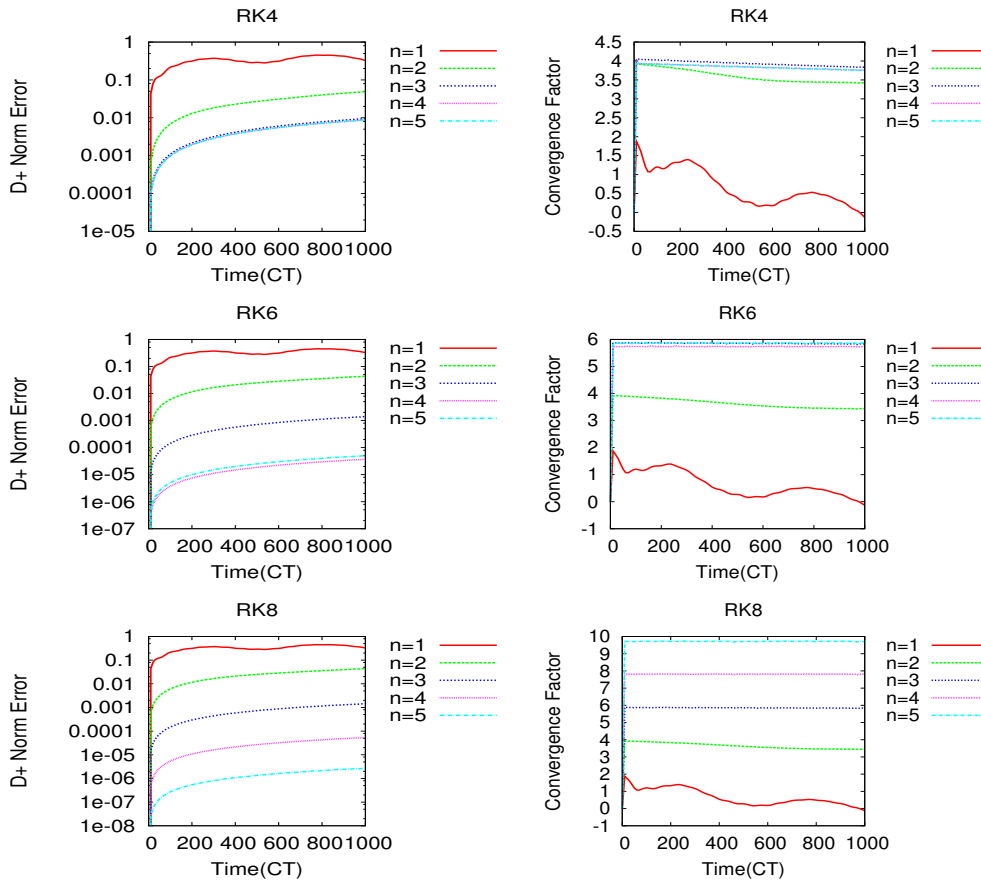 RK4
D+ Norm Error
1
0.1
0.01
0.001
0.0001
1e-05
0 200 400 600 800 1000
Time(CT)
n=1
n=2
n=3
n=4
n=5
RK4
Convergence Factor
4.5
4
3.5
3
2.5
2
1.5
1
0.5
0
-0.5
0 200 400 600 800 1000
Time(CT)
n=1
n=2
n=3
n=4
n=5
RK6
D+ Norm Error
1
0.1
0.01
0.001
0.0001
1e-05
1e-06
1e-07
0 200 400 600 800 1000
Time(CT)
n=1
n=2
n=3
n=4
n=5
RK6
Convergence Factor
6
5
4
3
2
1
0
-1
0 200 400 600 800 1000
Time(CT)
n=1
n=2
n=3
n=4
n=5
RK8
D+ Norm Error
1
0.1
0.01
0.001
0.0001
1e-05
1e-06
1e-07
1e-08
0 200 400 600 800 1000
Time(CT)
n=1
n=2
n=3
n=4
n=5
RK8
Convergence Factor
10
9
8
7
6
5
4
3
2
1
0
-1
0 200 400 600 800 1000
Time(CT)
n=1
n=2
n=3
n=4
n=5